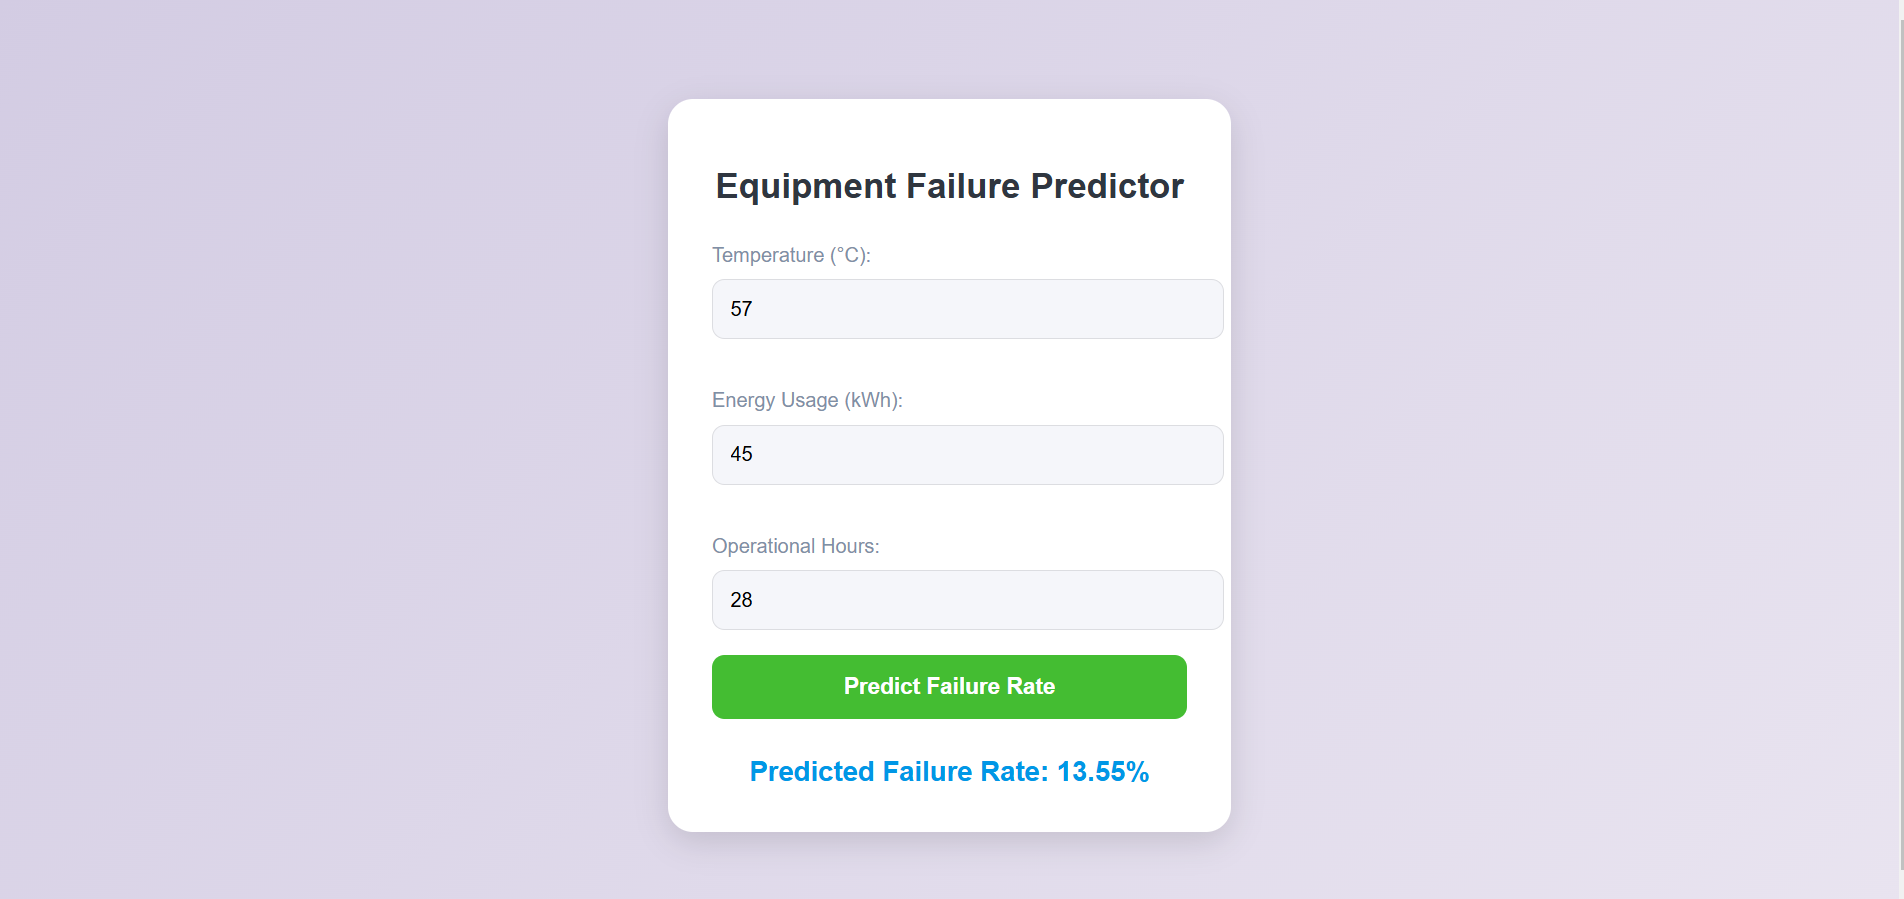 Equipment Failure Predictor
Temperature (°C):
57
Energy Usage (kWh):
45
Operational Hours:
28
Predict Failure Rate
Predicted Failure Rate: 13.55%